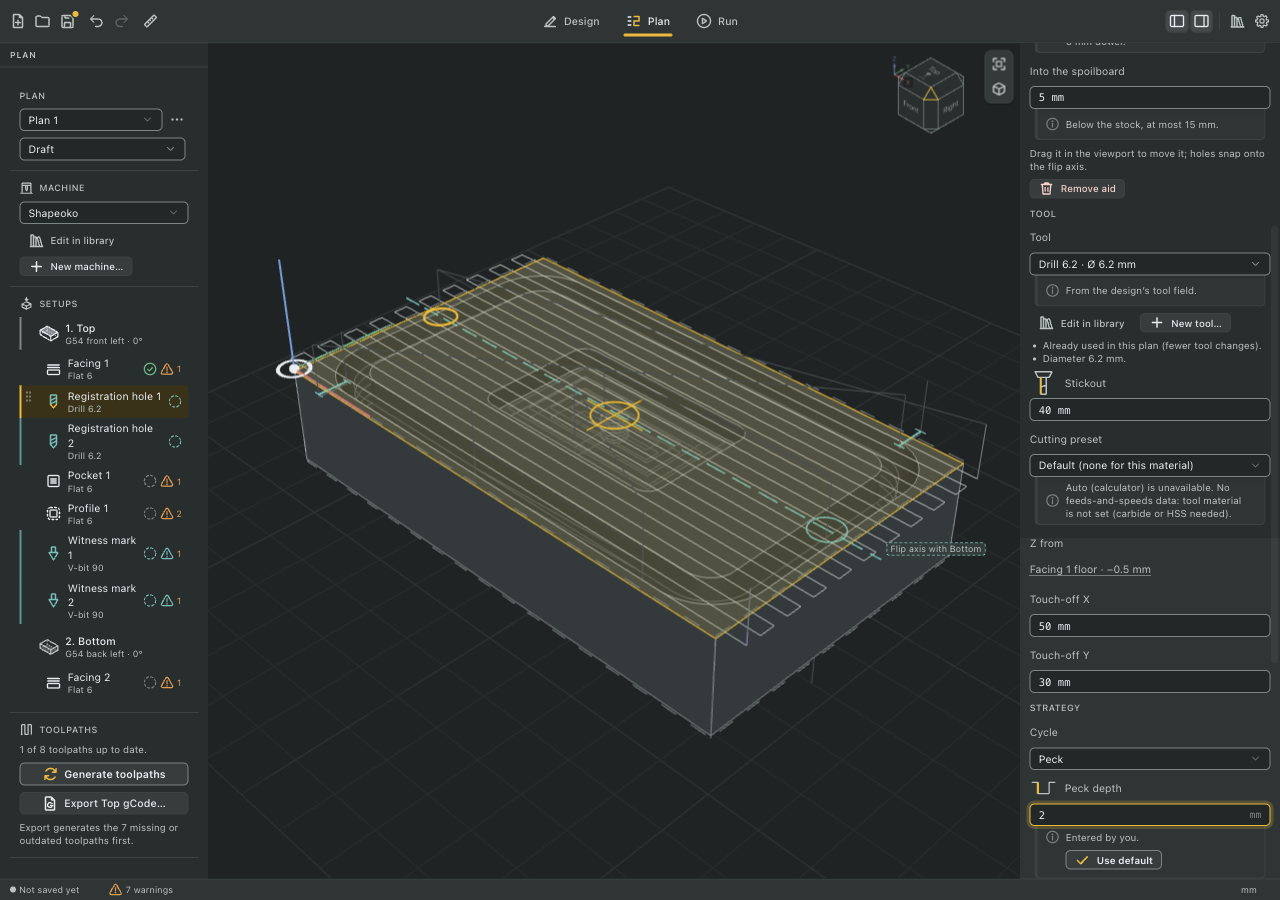 Design
Plan
Run
PLAN
PLAN
Plan 1
Draft
MACHINE
Shapeoko
Edit in library
New machine...
SETUPS
1. Top
G54 front left · 0°
Facing 1
Flat 6
1
Registration hole 1
Drill 6.2
Registration hole
2
Drill 6.2
Pocket 1
Flat 6
1
Profile 1
Flat 6
2
Witness mark
1
V-bit 90
1
Witness mark
2
V-bit 90
1
2. Bottom
G54 back left · 0°
Facing 2
Flat 6
1
TOOLPATHS
1 of 8 toolpaths up to date.
Generate toolpaths
Export Top gCode...
Export generates the 7 missing or
outdated toolpaths first.
Not saved yet
7 warnings
Top
Front
Right
Flip axis with Bottom
Into the spoilboard
5 mm
Below the stock, at most 15 mm.
Drag it in the viewport to move it; holes snap onto
the flip axis.
Remove aid
TOOL
Tool
Drill 6.2 · Ø 6.2 mm
From the design's tool field.
Edit in library
New tool...
• Already used in this plan (fewer tool changes).
• Diameter 6.2 mm.
Stickout
40 mm
Cutting preset
Default (none for this material)
Auto (calculator) is unavailable. No
feeds-and-speeds data: tool material
is not set (carbide or HSS needed).
Z from
Facing 1 floor · −0.5 mm
Touch-off X
50 mm
Touch-off Y
30 mm
STRATEGY
Cycle
Peck
Peck depth
2 mm
Entered by you.
Use default
mm